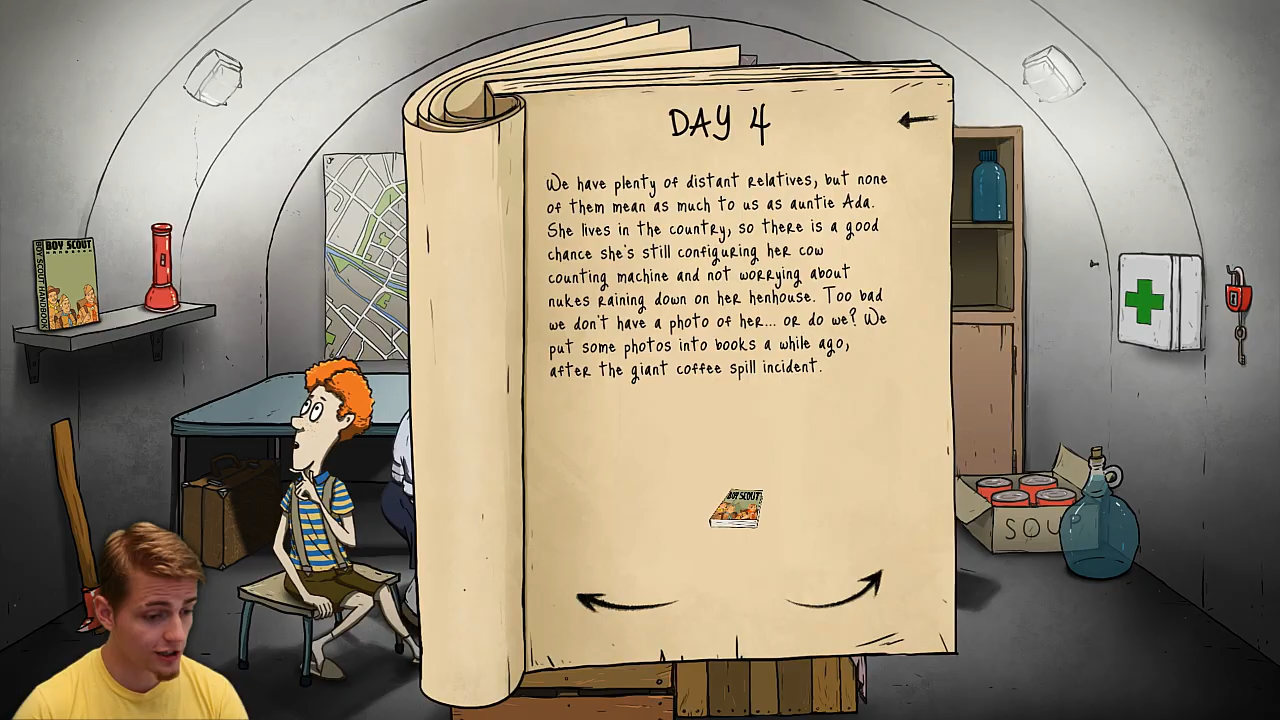 DAY 4
We have plenty of distant relatives, but none
of them mean as much to us as auntie Ada.
She lives in the country, so there is a good
chance she's still configuring her cow
counting machine and not worrying about
nukes raining down on her henhouse. Too bad
we don't have a photo of her... or do we? We
put some photos into books a while ago,
after the giant coffee spill incident.
BOY SCOUT
BOY SCOUT
BOY SCOUT HANDBOOK
SOUP